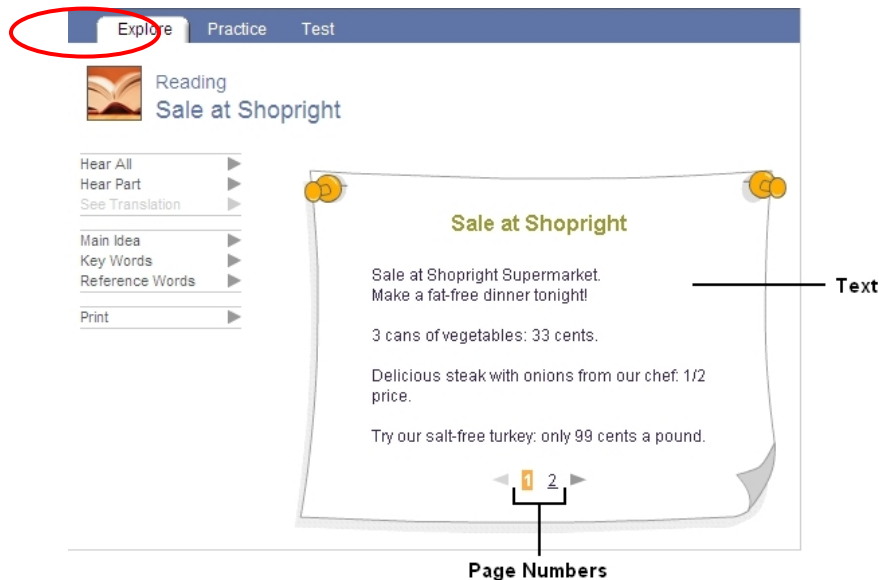 Explore Practice Test
Reading
Sale at Shopright
Hear All
Hear Part
See Translation
Main Idea
Key Words
Reference Words
Print
Sale at Shopright
Sale at Shopright Supermarket.
Make a fat-free dinner tonight!
Text
3 cans of vegetables: 33 cents.
Delicious steak with onions from our chef: 1/2
price.
Try our salt-free turkey: only 99 cents a pound.
1 2
Page Numbers